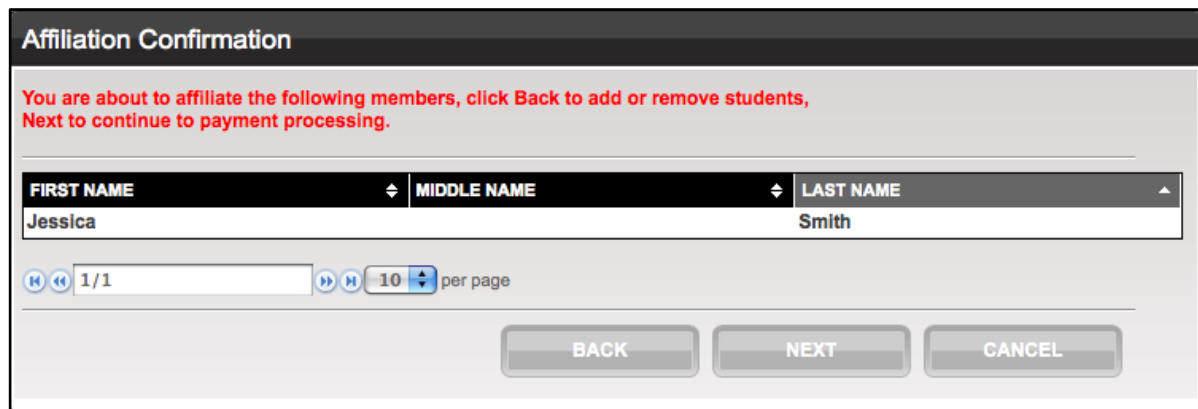 Affiliation Confirmation
You are about to affiliate the following members, click Back to add or remove students,
Next to continue to payment processing.
FIRST NAME MIDDLE NAME LAST NAME
Jessica Smith
1/1 10 per page
BACK NEXT CANCEL